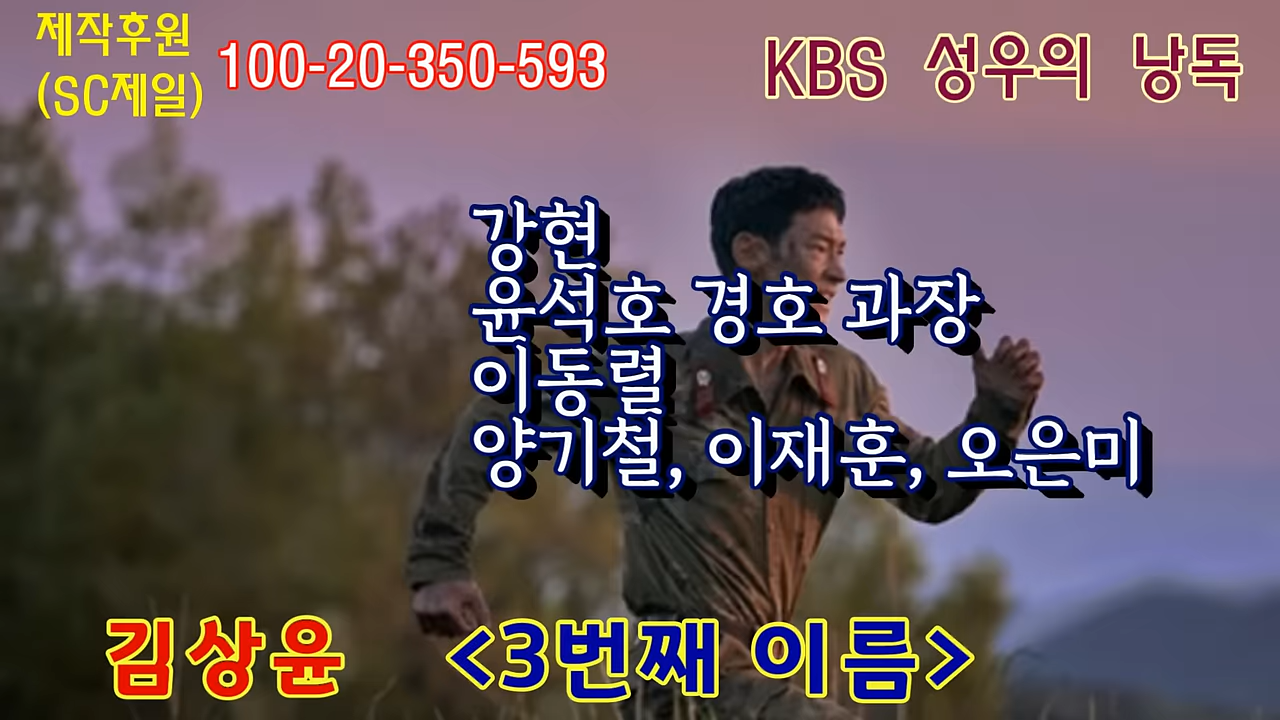 제작후원
(SC제일)
100-20-350-593
KBS 성우의 낭독
강현
윤석호 경호 과장
이동렬
양기철, 이재훈, 오은미
김상윤 <3번째 이름>